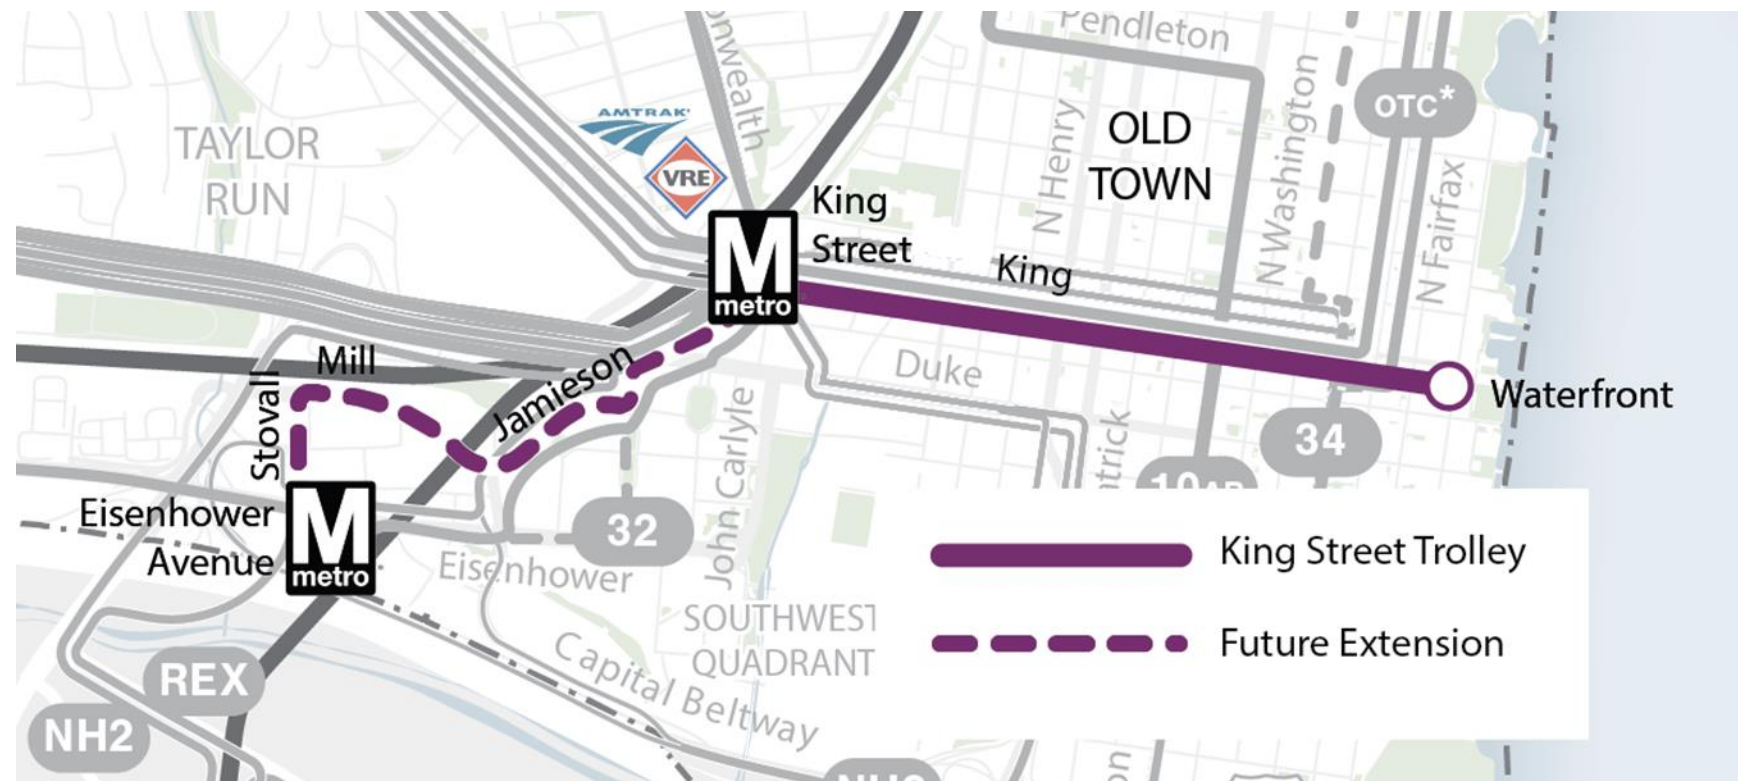 Pendleton
OTC*
AMTRAK
VRE
TAYLOR
RUN
OLD
TOWN
N Henry
N Washington
N Fairfax
King
Street
M
metro
King
Waterfront
Duke
Mill
Jamieson
Stovall
34
John Carlyle
32
Eisenhower
Avenue
M
metro
Eisenhower
SOUTHWEST
QUADRANT
Capital Beltway
REX
NH2
King Street Trolley
Future Extension